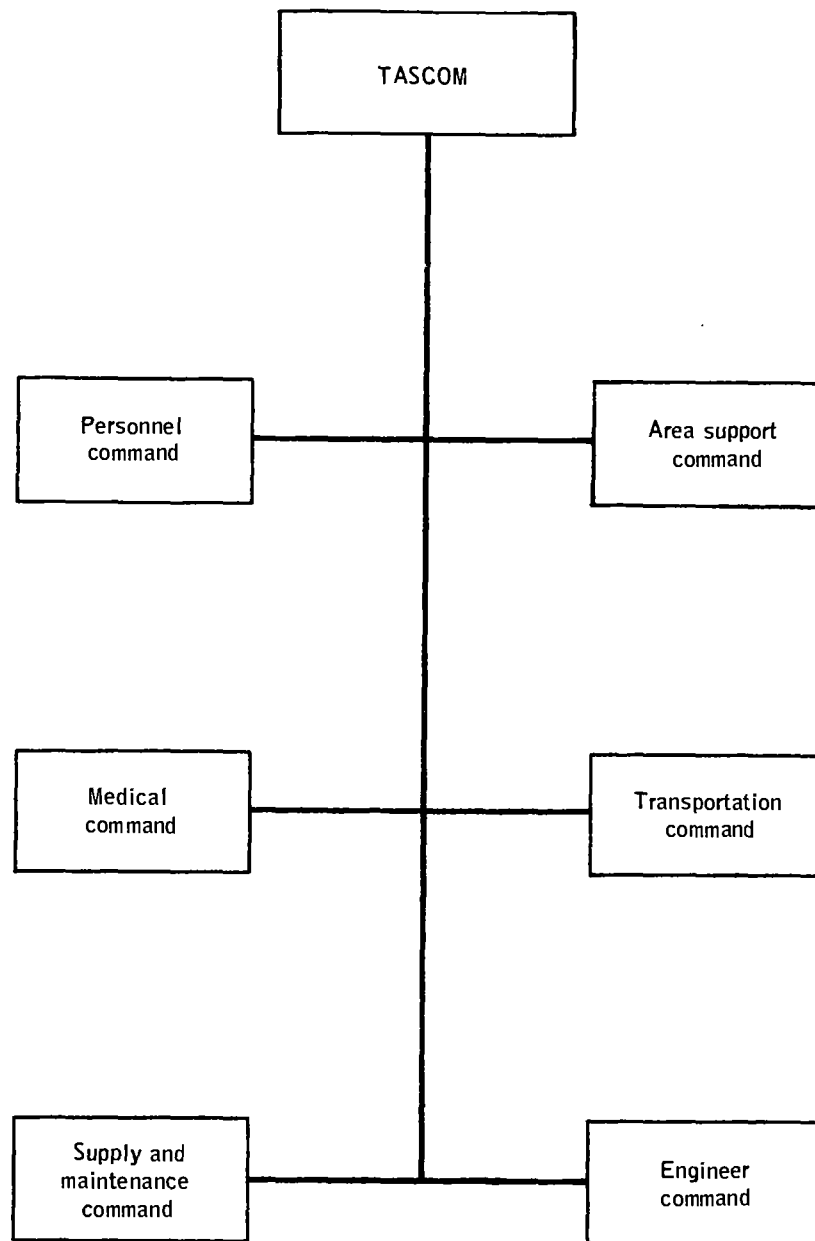 TASCOM
Personnel
command
Area support
command
Medical
command
Transportation
command
Supply and
maintenance
command
Engineer
command